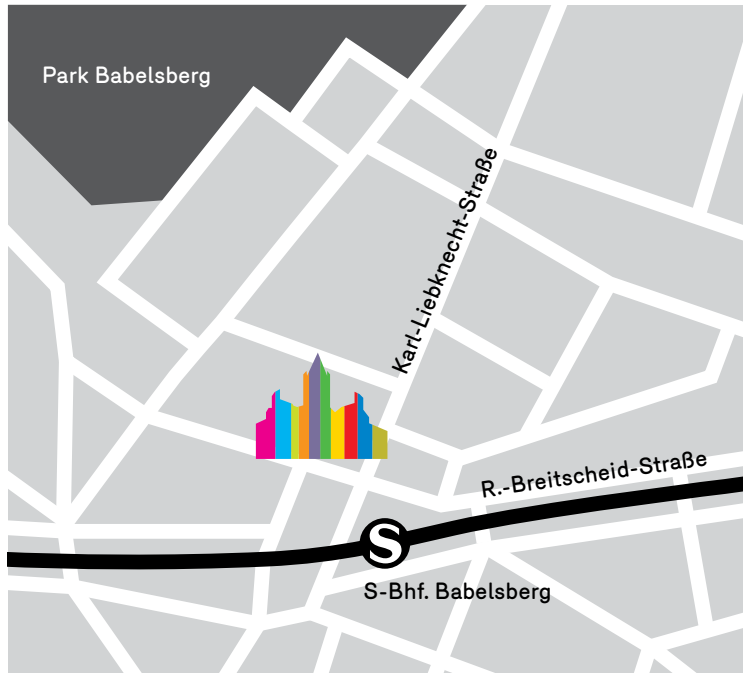 Park Babelsberg
Karl-Liebknecht-Straße
R.-Breitscheid-Straße
S
S-Bhf. Babelsberg